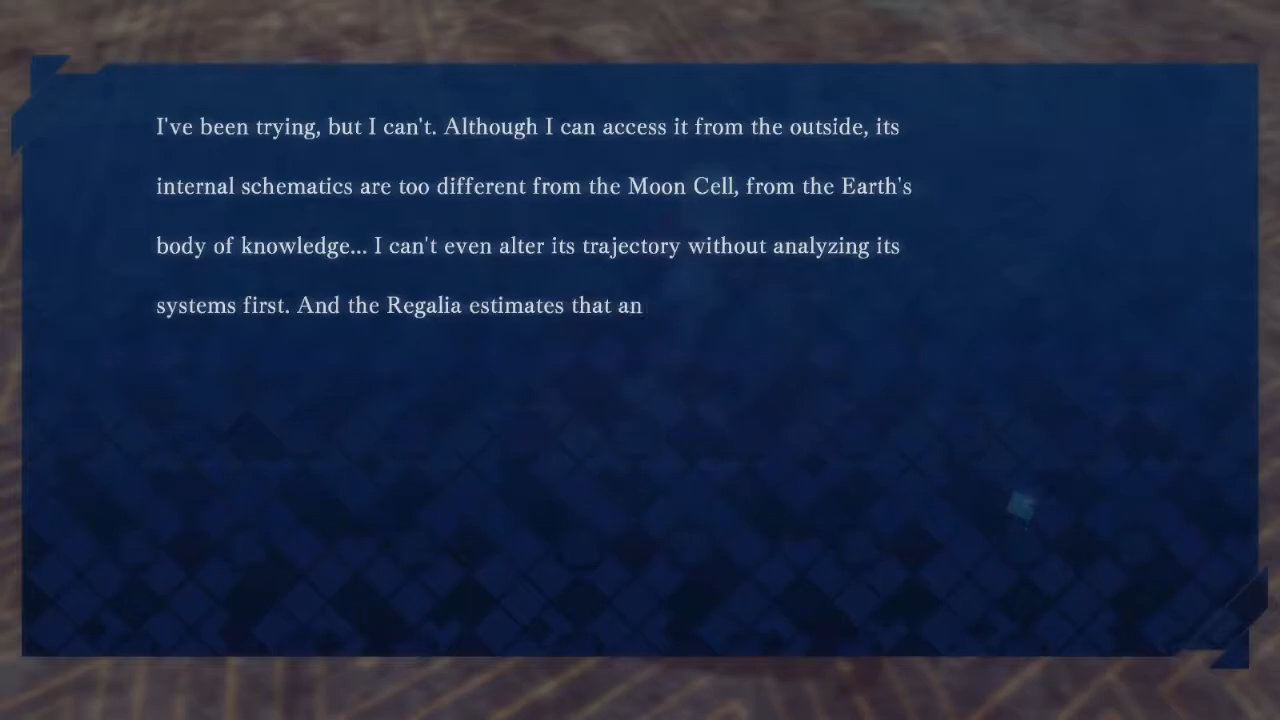 I've been trying, but I can't. Although I can access it from the outside, its
internal schematics are too different from the Moon Cell, from the Earth's
body of knowledge... I can't even alter its trajectory without analyzing its
systems first. And the Regalia estimates that an